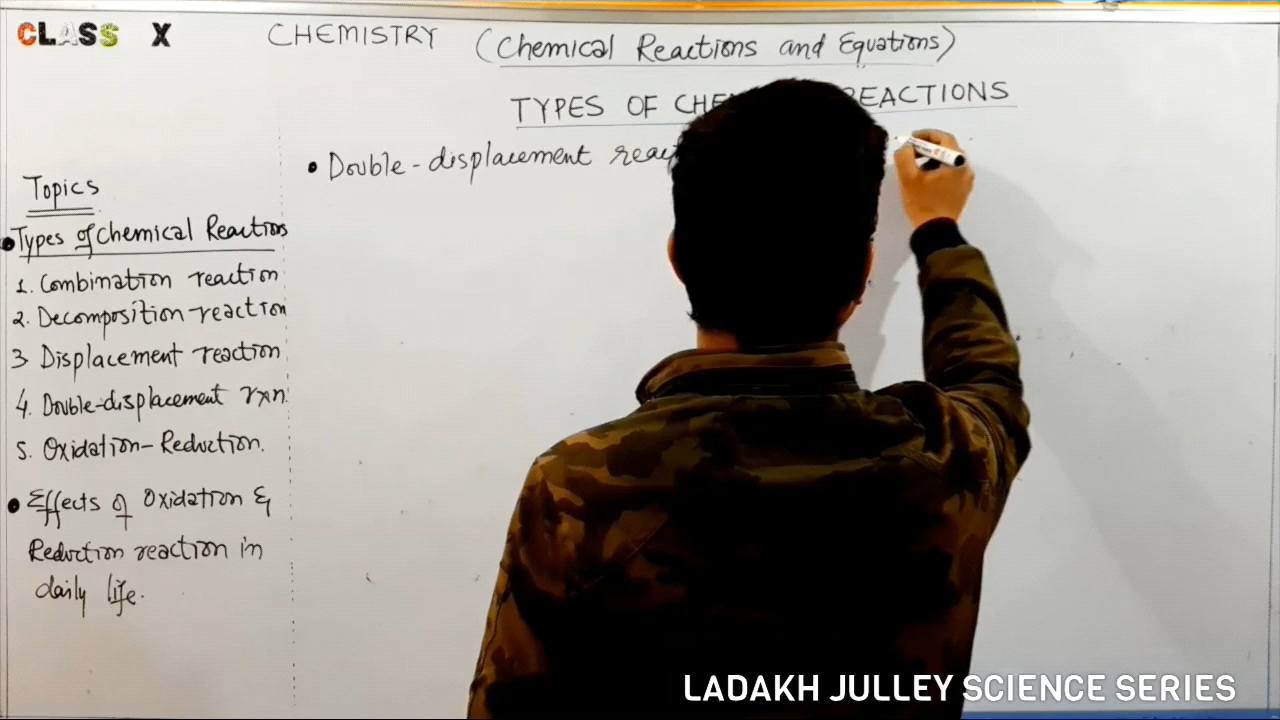 CLASS X CHEMISTRY (Chemical Reactions and Equations)
TYPES OF CHE REACTIONS
• Double-displacement reac
Topics
• Types of Chemical Reactions
1. Combination reaction
2. Decomposition reaction
3 Displacement reaction
4. Double-displacement rxn.
5. Oxidation-Reduction.
• Effects of Oxidation &
Reduction reaction in
daily life.
LADAKH JULLEY SCIENCE SERIES